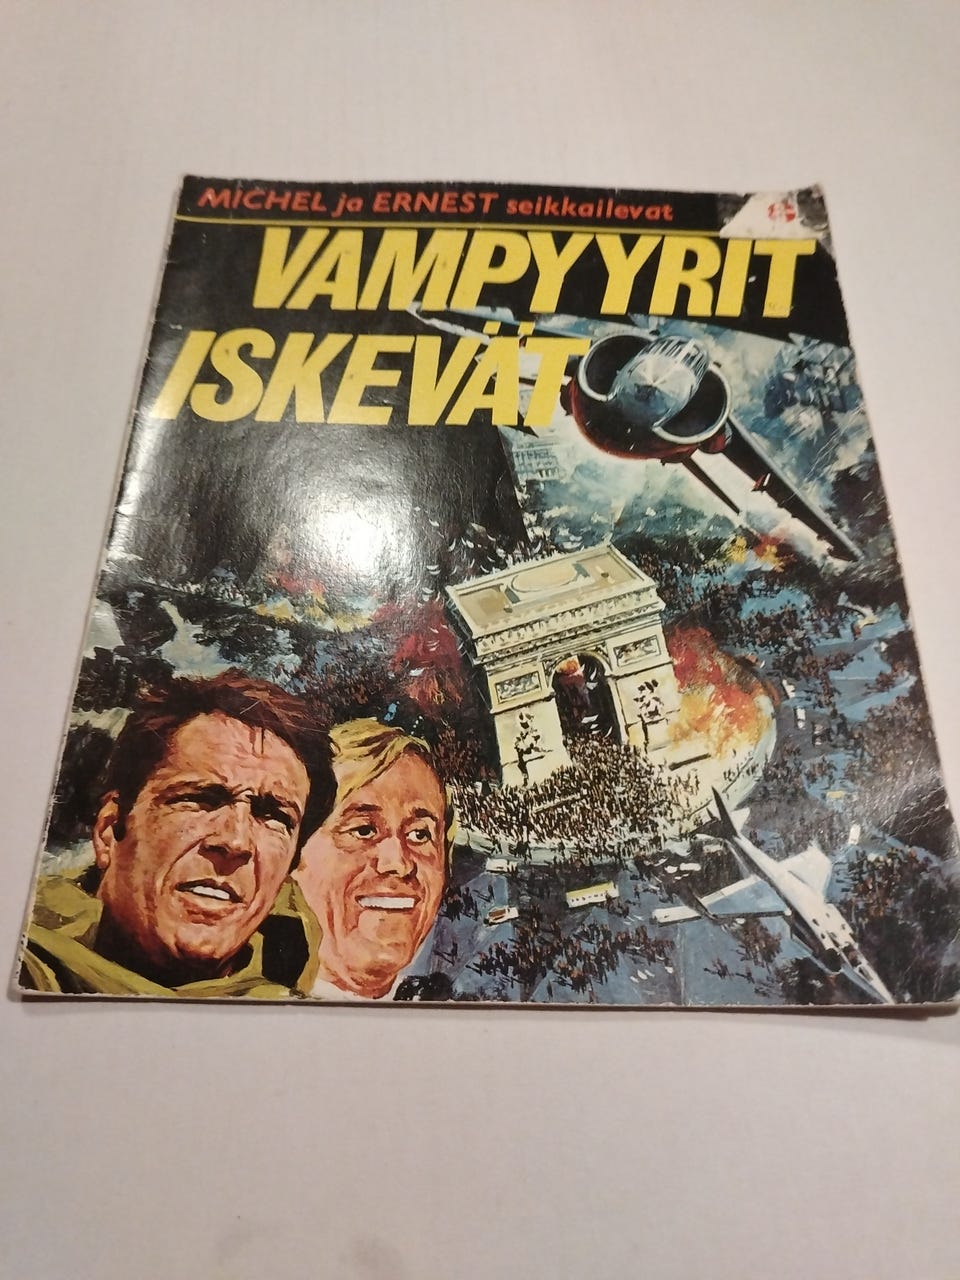 MICHEL ja ERNEST seikkailevat
VAMPYYRIT
ISKEVÄT